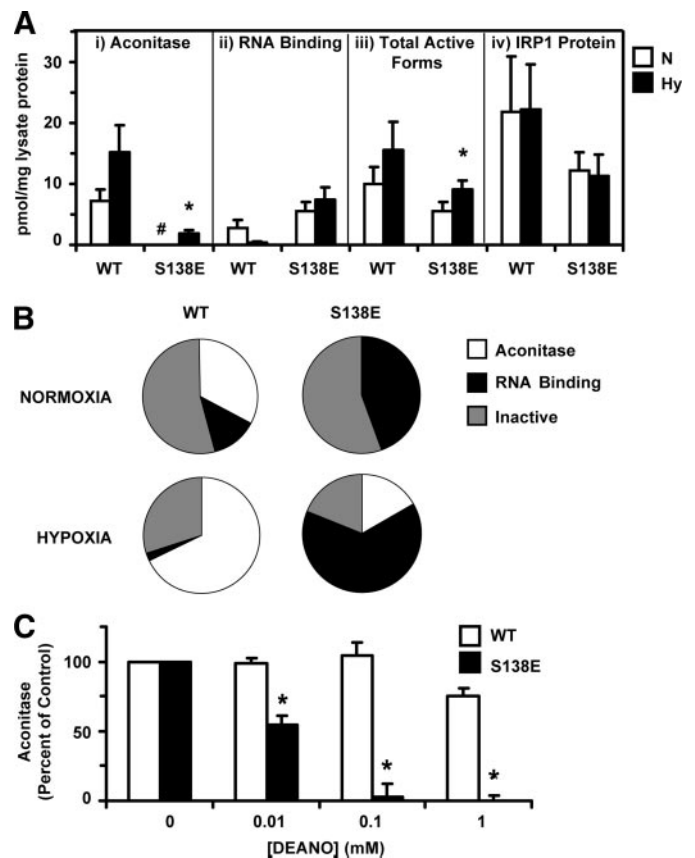 A
i) Aconitase
ii) RNA Binding
iii) Total Active
Forms
iv) IRP1 Protein
N
Hy
pmol/mg lysate protein
30
20
10
0
#
*
*
WT
S138E
WT
S138E
WT
S138E
WT
S138E
B
WT
S138E
NORMOXIA
HYPOXIA
Aconitase
RNA Binding
Inactive
C
WT
S138E
Aconitase
(Percent of Control)
100
50
0
*
*
*
0
0.01
0.1
1
[DEANO] (mM)